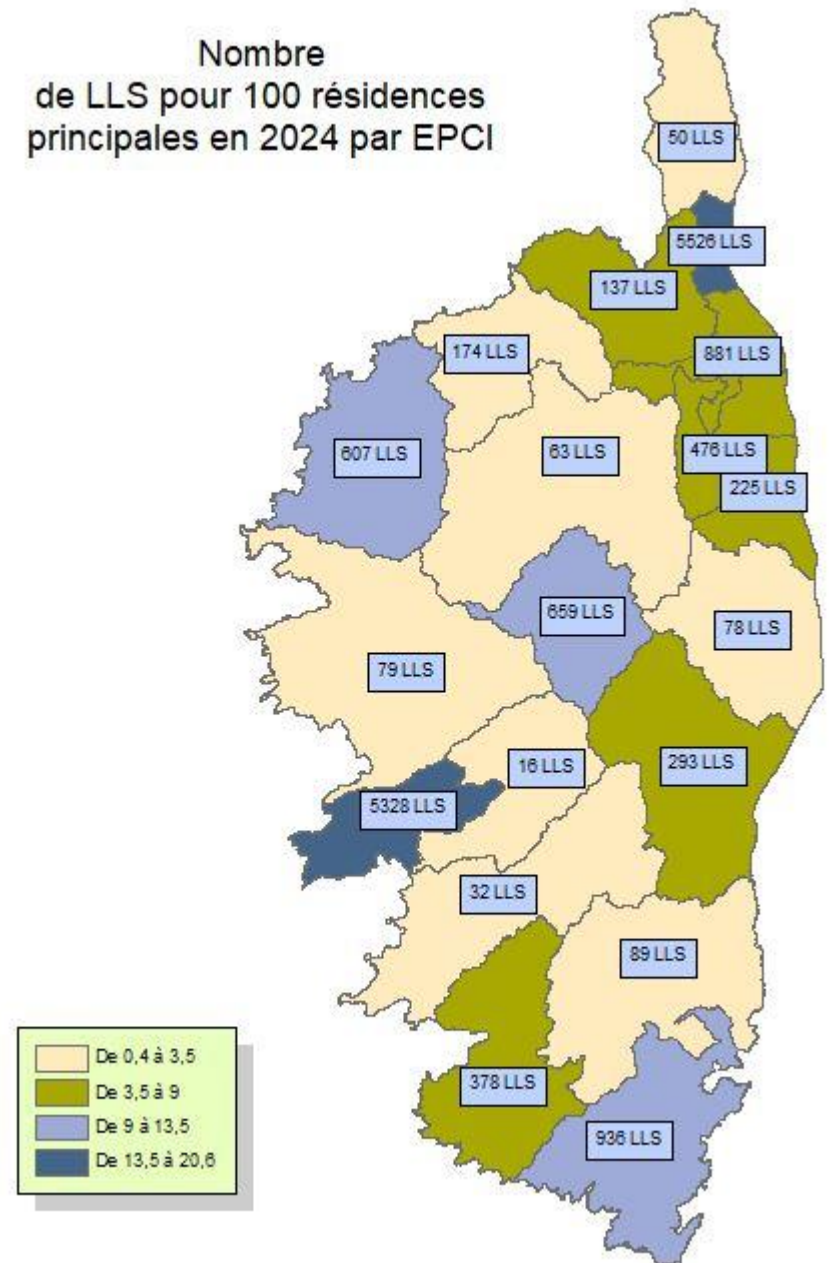 Nombre
de LLS pour 100 résidences
principales en 2024 par EPCI
50 LLS
5526 LLS
137 LLS
174 LLS
881 LLS
607 LLS
63 LLS
476 LLS
225 LLS
659 LLS
78 LLS
79 LLS
16 LLS
293 LLS
5328 LLS
32 LLS
89 LLS
378 LLS
936 LLS
De 0,4 à 3,5
De 3,5 à 9
De 9 à 13,5
De 13,5 à 20,6